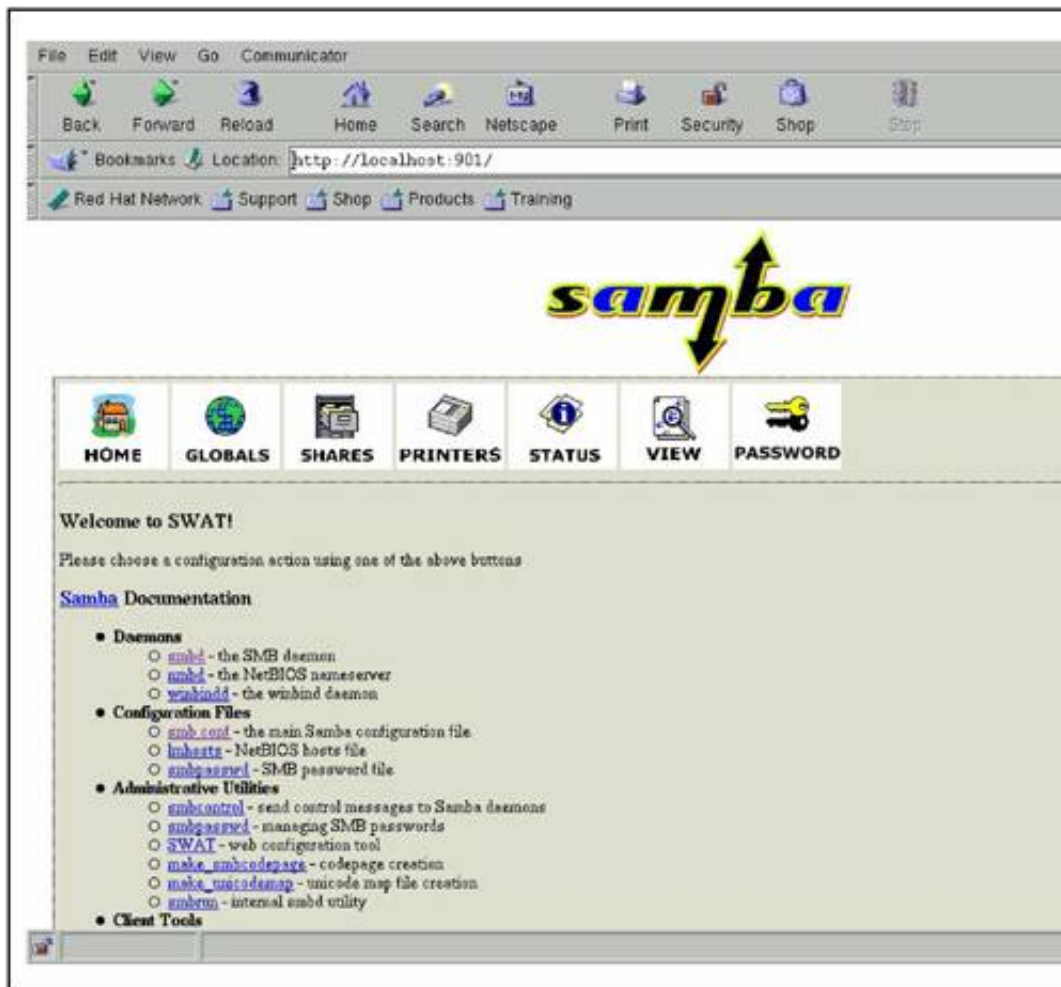 File Edit View Go Communicator
Back Forward Reload Home Search Netscape Print Security Shop Stop
Bookmarks Location: http://localhost:901/
Red Hat Network Support Shop Products Training
samba
HOME GLOBALS SHARES PRINTERS STATUS VIEW PASSWORD
Welcome to SWAT!
Please choose a configuration action using one of the above buttons
Samba Documentation
Daemons
smbd - the SMB daemon
nmbd - the NetBIOS nameserver
winbindd - the winbind daemon
Configuration Files
smb.conf - the main Samba configuration file
lmhosts - NetBIOS hosts file
smbpasswd - SMB password file
Administrative Utilities
smbcontrol - send control messages to Samba daemons
smbpasswd - managing SMB passwords
SWAT - web configuration tool
make_smbcodepage - codepage creation
make_unicodemap - unicode map file creation
smbrun - internal smbd utility
Client Tools